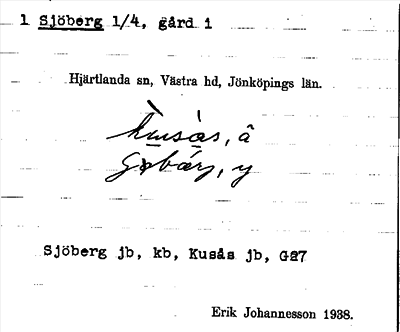 1 Sjöberg 1/4, gård 1
Hjärtlanda sn, Västra hd, Jönköpings län.
kusås, â
y
Sjöberg jb, kb, Kusås jb, G27
Erik Johannesson 1938.